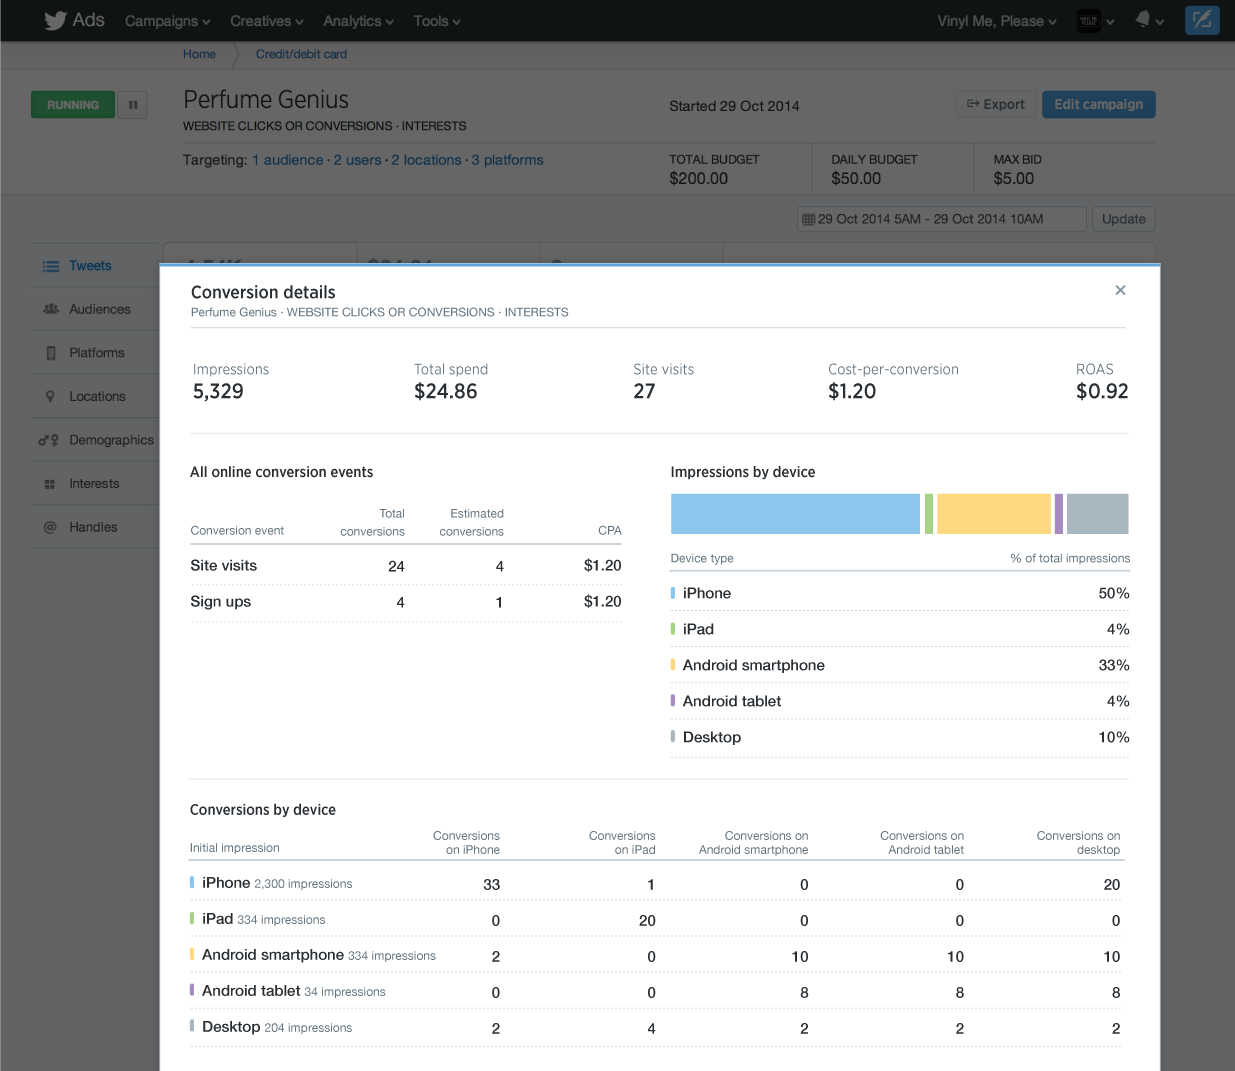 Ads Campaigns Creatives Analytics Tools Vinyl Me, Please
Home Credit/debit card
RUNNING
Perfume Genius
Started 29 Oct 2014
Export
Edit campaign
WEBSITE CLICKS OR CONVERSIONS · INTERESTS
Targeting: 1 audience · 2 users · 2 locations · 3 platforms
TOTAL BUDGET DAILY BUDGET MAX BID
$200.00 $50.00 $5.00
29 Oct 2014 5AM - 29 Oct 2014 10AM Update
Tweets
Audiences
Platforms
Locations
Demographics
Interests
Handles
Conversion details
Perfume Genius · WEBSITE CLICKS OR CONVERSIONS · INTERESTS
Impressions Total spend Site visits Cost-per-conversion ROAS
5,329 $24.86 27 $1.20 $0.92
All online conversion events
Conversion event Total conversions Estimated conversions CPA
Site visits 24 4 $1.20
Sign ups 4 1 $1.20
Impressions by device
Device type % of total impressions
iPhone 50%
iPad 4%
Android smartphone 33%
Android tablet 4%
Desktop 10%
Conversions by device
Initial impression Conversions on iPhone Conversions on iPad Conversions on Android smartphone Conversions on Android tablet Conversions on desktop
iPhone 2,300 impressions 33 1 0 0 20
iPad 334 impressions 0 20 0 0 0
Android smartphone 334 impressions 2 0 10 10 10
Android tablet 34 impressions 0 0 8 8 8
Desktop 204 impressions 2 4 2 2 2